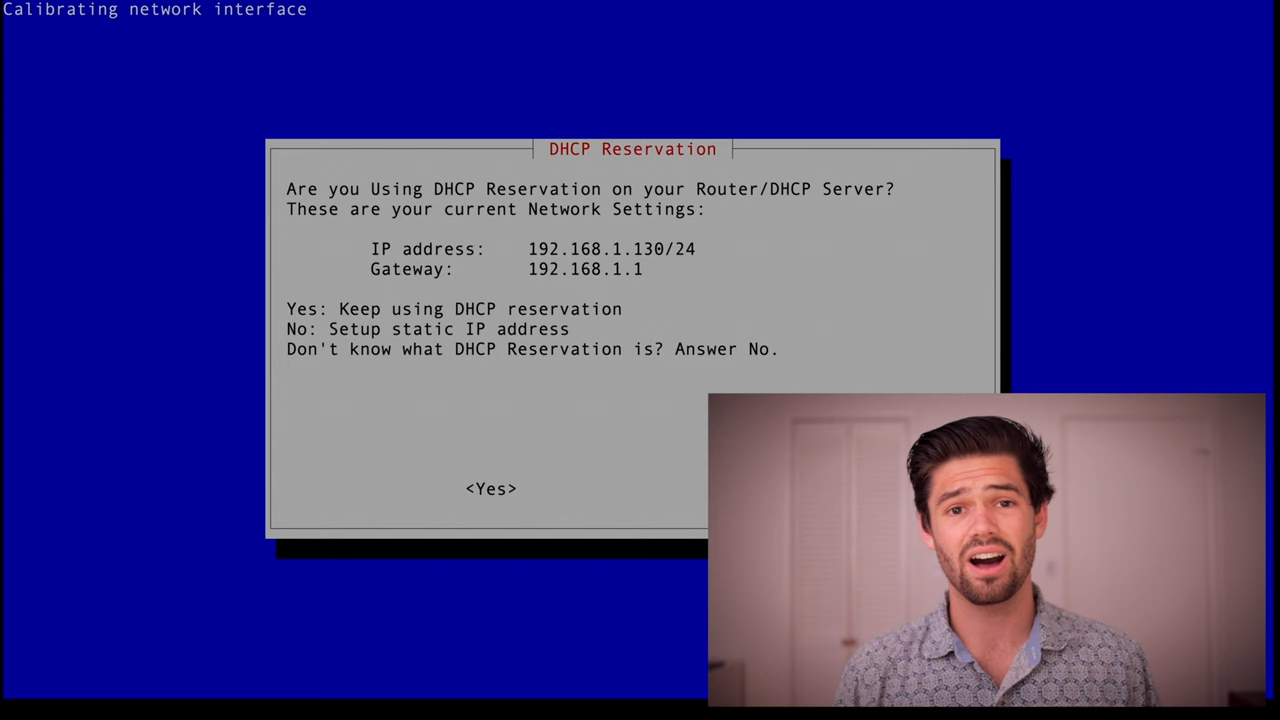 Calibrating network interface
DHCP Reservation
Are you Using DHCP Reservation on your Router/DHCP Server?
These are your current Network Settings:
IP address: 192.168.1.130/24
Gateway: 192.168.1.1
Yes: Keep using DHCP reservation
No: Setup static IP address
Don't know what DHCP Reservation is? Answer No.
<Yes>